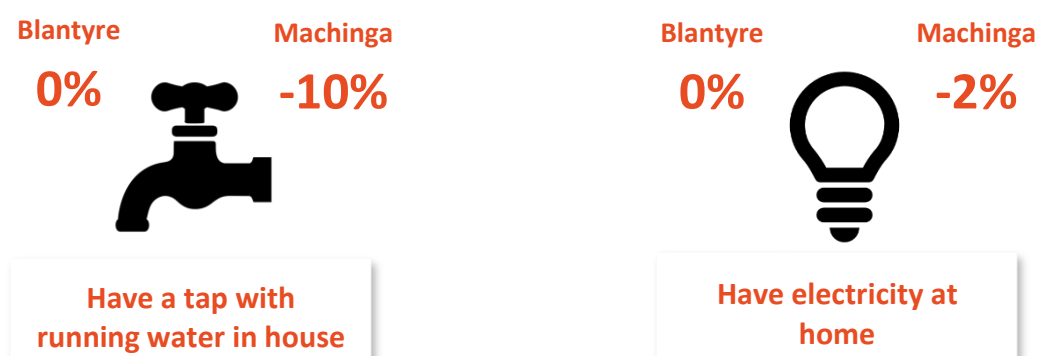 Blantyre
Machinga
0%
-10%
Have a tap with
running water in house
Blantyre
Machinga
0%
-2%
Have electricity at
home